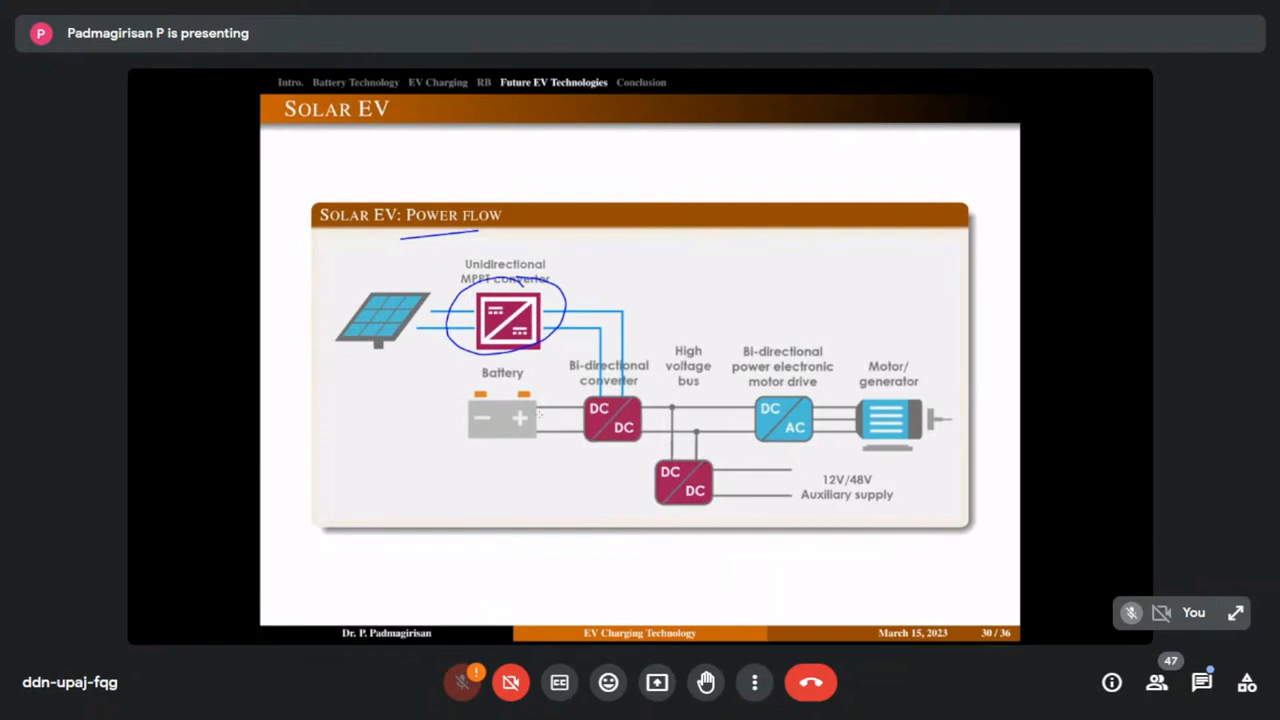 P Padmagirisan P is presenting
Intro. Battery Technology EV Charging RB Future EV Technologies Conclusion
SOLAR EV
SOLAR EV: POWER FLOW
Unidirectional
MPPT converter
Battery
Bi-directional
converter
High
voltage
bus
Bi-directional
power electronic
motor drive
Motor/
generator
DC
DC
DC
AC
DC
DC
12V/48V
Auxiliary supply
Dr. P. Padmagirisan EV Charging Technology March 15, 2023 30 / 36
You
ddn-upaj-fqg
CC
47